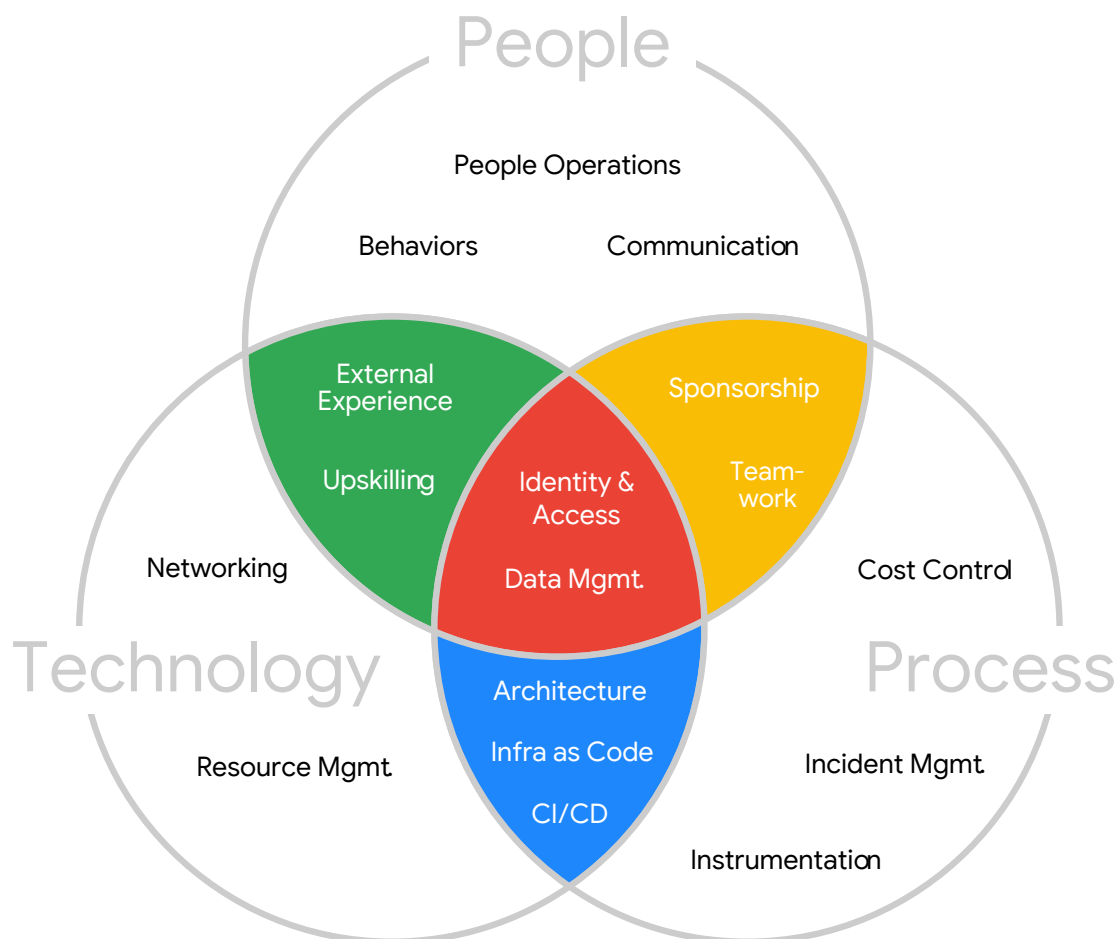 People
People Operations
Behaviors
Communication
External
Experience
Sponsorship
Upskilling
Team-
work
Identity &
Access
Data Mgmt.
Networking
Cost Control
Technology
Process
Architecture
Infra as Code
CI/CD
Resource Mgmt.
Incident Mgmt.
Instrumentation